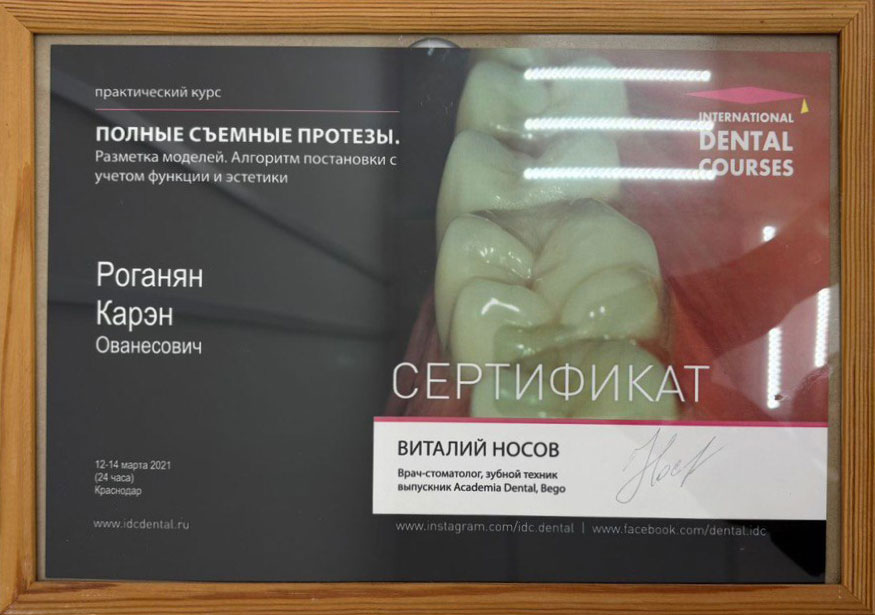 практический курс
ПОЛНЫЕ СЪЕМНЫЕ ПРОТЕЗЫ.
Разметка моделей. Алгоритм постановки с
учетом функции и эстетики
INTERNATIONAL
DENTAL
COURSES
Роганян
Карэн
Ованесович
СЕРТИФИКАТ
ВИТАЛИЙ НОСОВ
Врач-стоматолог, зубной техник
выпускник Academia Dental, Bego
Носов
12-14 марта 2021
(24 часа)
Краснодар
www.idcdental.ru
www.instagram.com/idc.dental | www.facebook.com/dental.idc